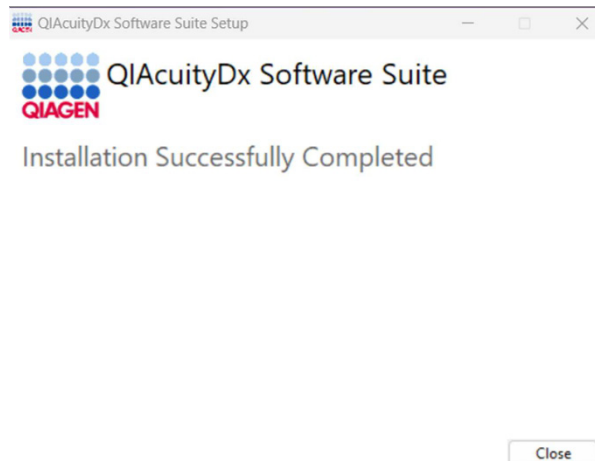 QIAcuityDx Software Suite Setup
QIAcuityDx Software Suite
QIAGEN
Installation Successfully Completed
Close